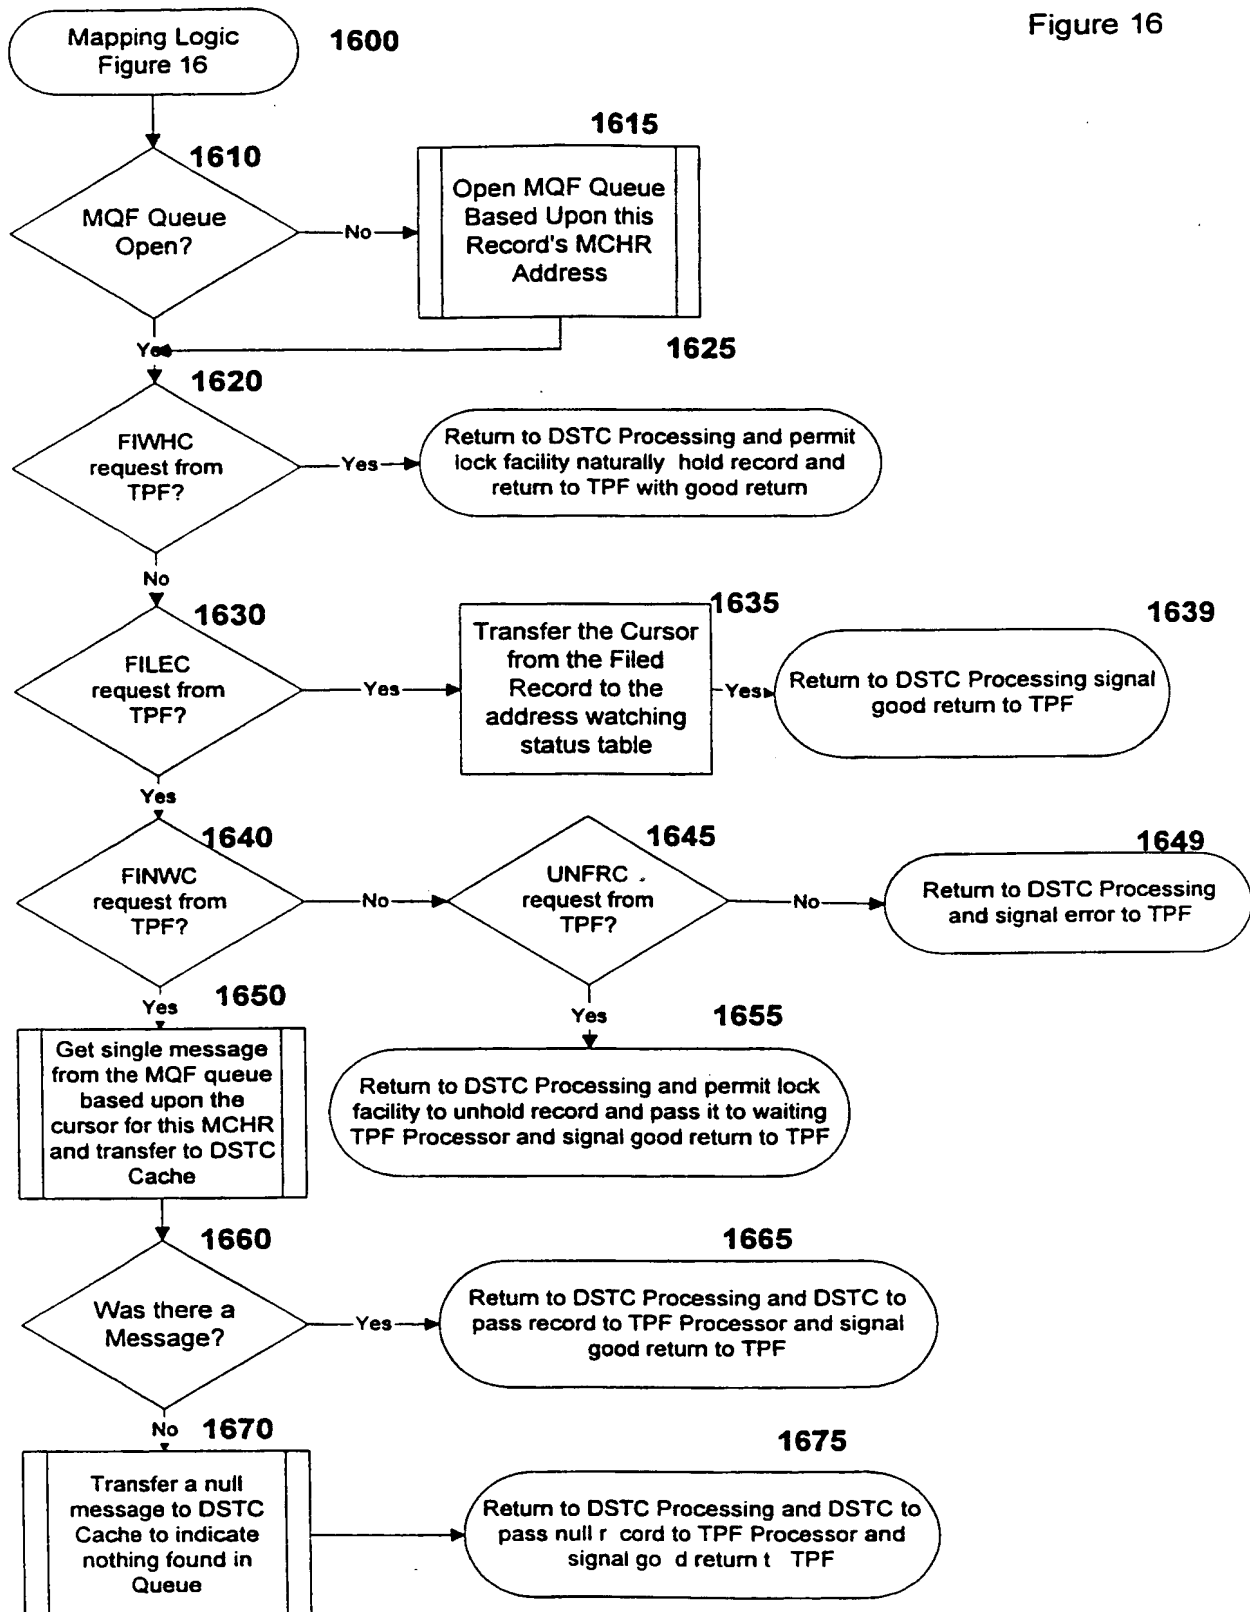 Figure 16
Mapping Logic
Figure 16
1600
1610
MQF Queue
Open?
No
1615
Open MQF Queue
Based Upon this
Record's MCHR
Address
Yes
1625
1620
FIWHC
request from
TPF?
Yes
Return to DSTC Processing and permit
lock facility naturally hold record and
return to TPF with good return
No
1630
FILEC
request from
TPF?
Yes
1635
Transfer the Cursor
from the Filed
Record to the
address watching
status table
Yes
1639
Return to DSTC Processing signal
good return to TPF
Yes
1640
FINWC
request from
TPF?
No
1645
UNFRC
request from
TPF?
No
1649
Return to DSTC Processing
and signal error to TPF
Yes
1650
Get single message
from the MQF queue
based upon the
cursor for this MCHR
and transfer to DSTC
Cache
Yes
1655
Return to DSTC Processing and permit lock
facility to unhold record and pass it to waiting
TPF Processor and signal good return to TPF
1660
Was there a
Message?
Yes
1665
Return to DSTC Processing and DSTC to
pass record to TPF Processor and signal
good return to TPF
No
1670
Transfer a null
message to DSTC
Cache to indicate
nothing found in
Queue
1675
Return to DSTC Processing and DSTC to
pass null r cord to TPF Processor and
signal go d return t TPF